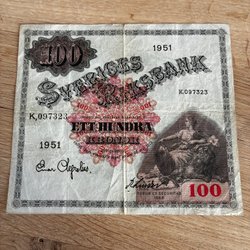 100 1951
SVERIGES RIKSBANK
K,097323
K,097323
ETT HUNDRA
KRONOR
1951
100